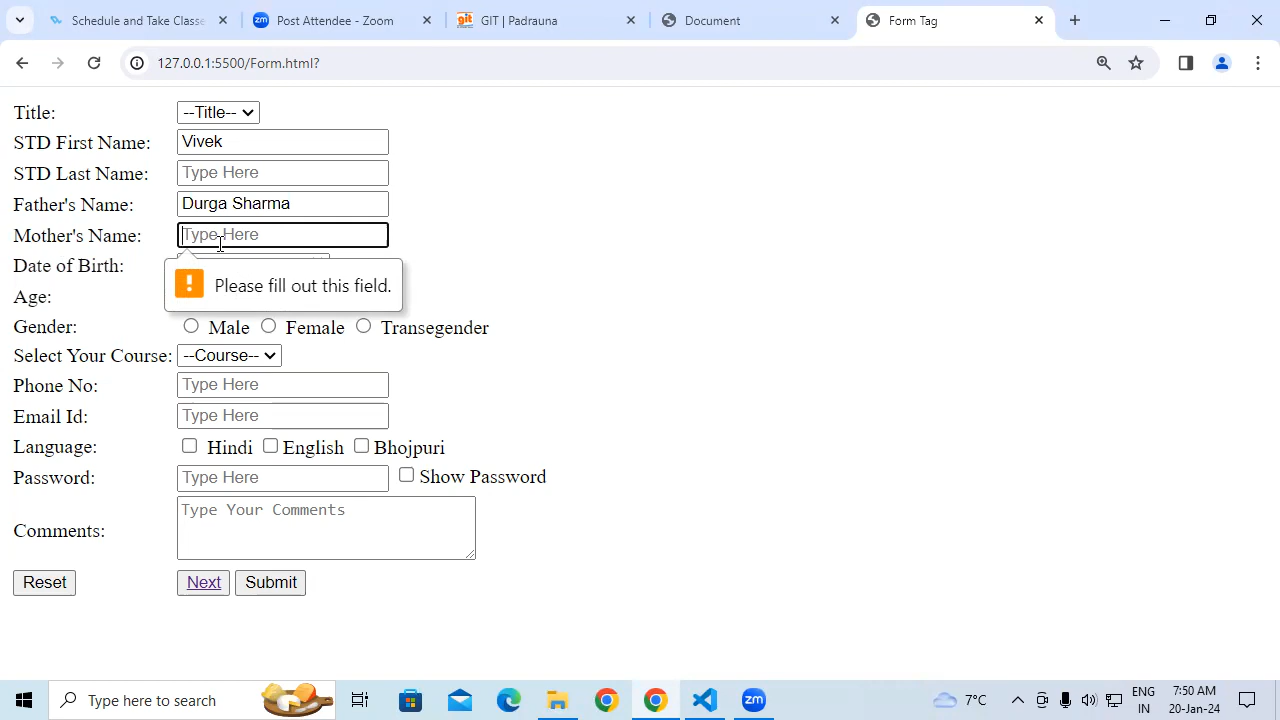 Schedule and Take Classe
Post Attendee - Zoom
GIT | Padrauna
Document
Form Tag
127.0.0.1:5500/Form.html?
Title: --Title--
STD First Name: Vivek
STD Last Name: Type Here
Father's Name: Durga Sharma
Mother's Name: Type Here
Date of Birth:
Please fill out this field.
Age:
Gender: Male Female Transegender
Select Your Course: --Course--
Phone No: Type Here
Email Id: Type Here
Language: Hindi English Bhojpuri
Password: Type Here Show Password
Comments: Type Your Comments
Reset Next Submit
Type here to search
zm
7°C
ENG
IN
7:50 AM
20-Jan-24